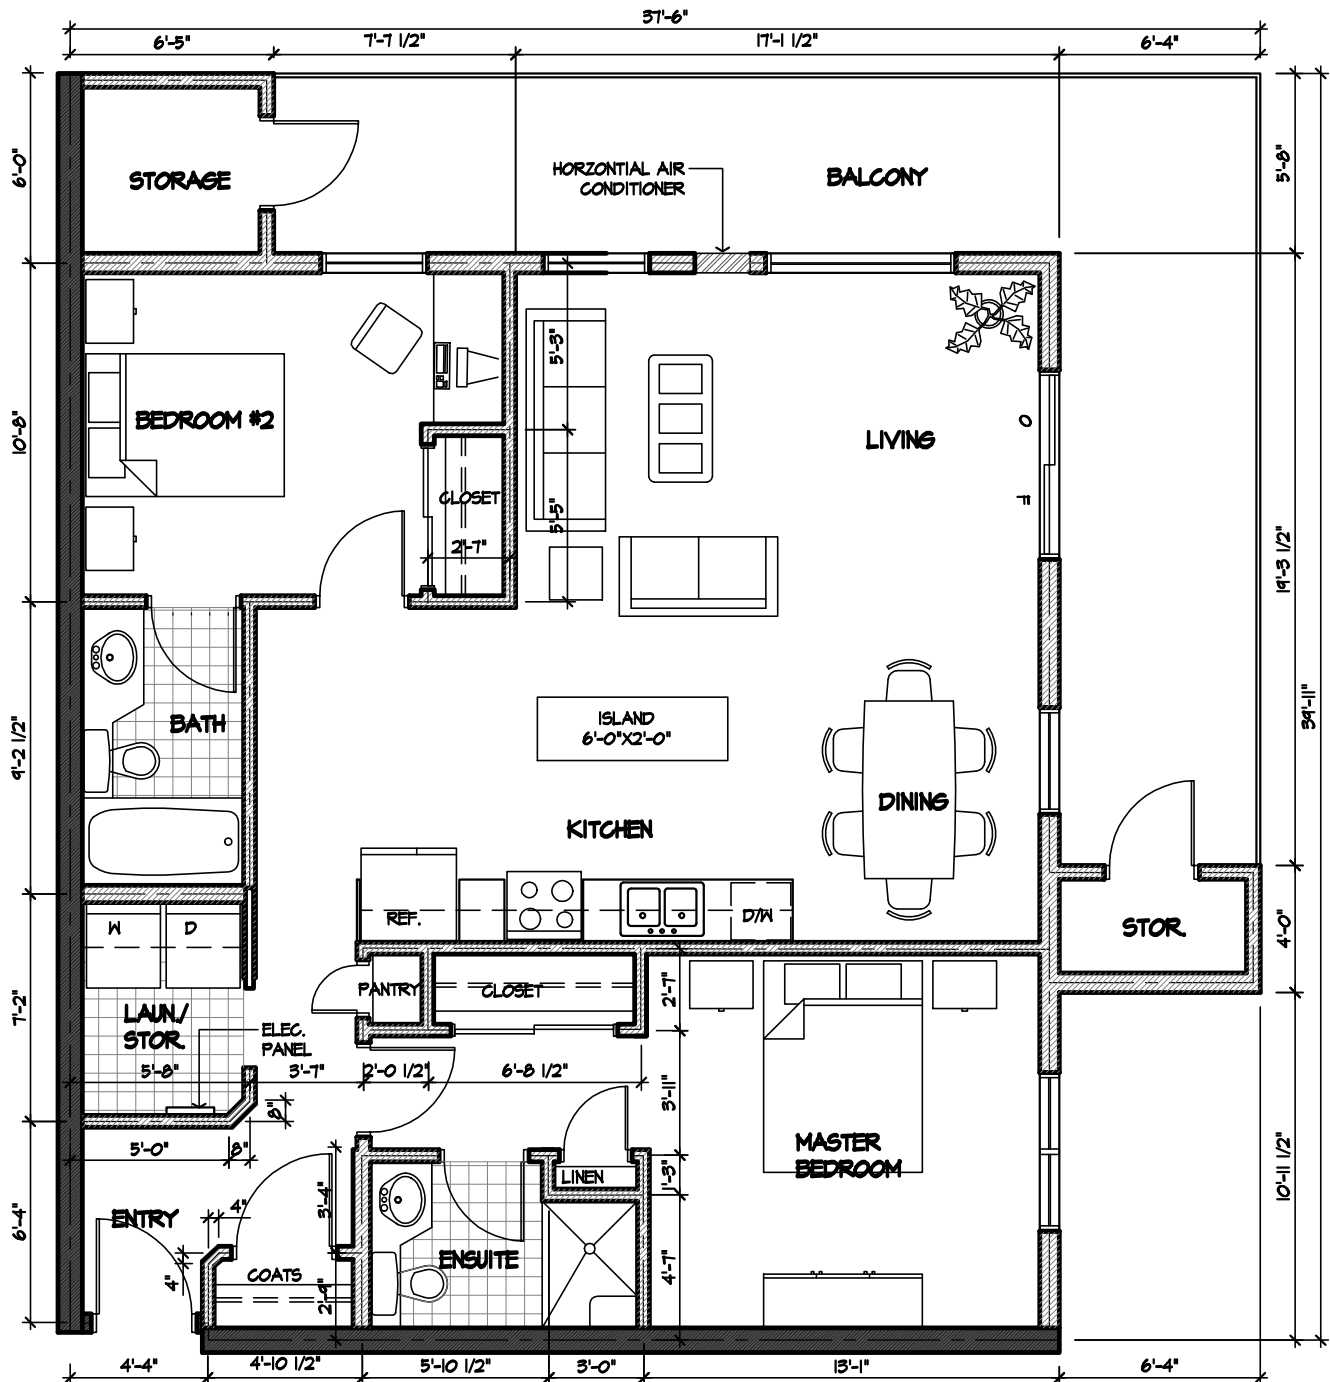 37'-6"
6'-5"
7'-7 1/2"
17'-1 1/2"
6'-4"
6'-0"
STORAGE
HORZONTIAL AIR
CONDITIONER
BALCONY
5'-8"
5'-3"
10'-8"
BEDROOM #2
LIVING
O
F
CLOSET
5'-5"
2'-7"
19'-3 1/2"
39'-11"
BATH
9'-2 1/2"
ISLAND
6'-0"X2'-0"
DINING
KITCHEN
REF.
D/W
W
D
STOR.
4'-0"
PANTRY
CLOSET
2'-7"
7'-2"
LAUN./
STOR.
ELEC.
PANEL
5'-8"
3'-7"
2'-0 1/2"
6'-8 1/2"
3'-11"
8"
5'-0"
8"
MASTER
BEDROOM
10'-11 1/2"
LINEN
1'-3"
3'-4"
4"
ENTRY
6'-4"
ENSUITE
4'-7"
4"
COATS
2'-9"
4'-4"
4'-10 1/2"
5'-10 1/2"
3'-0"
13'-1"
6'-4"